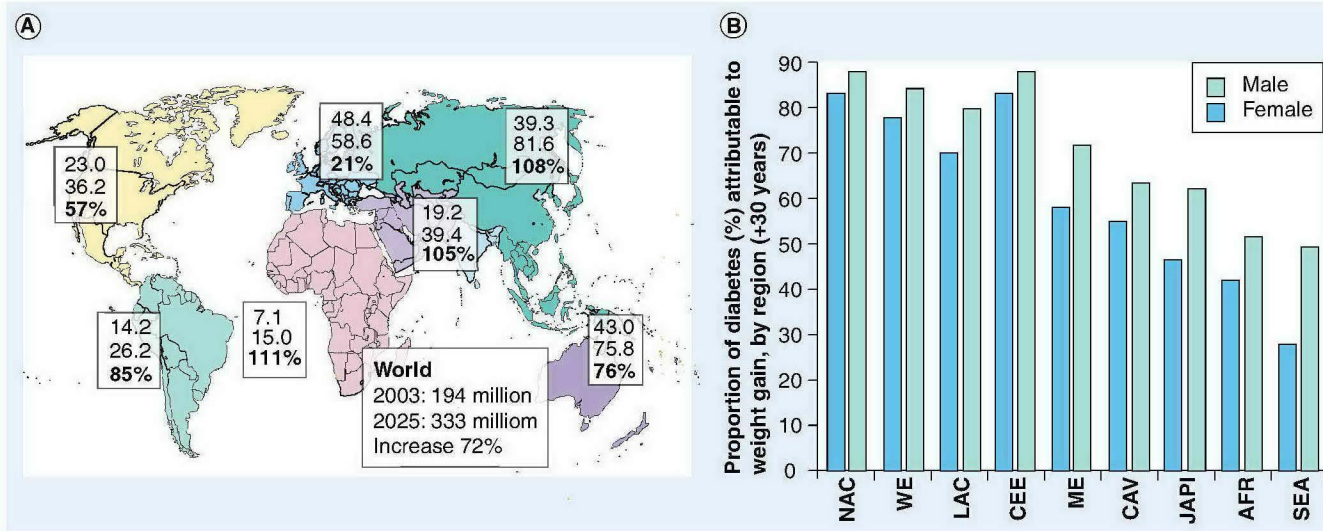 A
23.0
36.2
57%
48.4
58.6
21%
39.3
81.6
108%
19.2
39.4
105%
14.2
26.2
85%
7.1
15.0
111%
43.0
75.8
76%
World
2003: 194 million
2025: 333 milliom
Increase 72%
B
Proportion of diabetes (%) attributable to
weight gain, by region (+30 years)
90
80
70
60
50
40
30
20
10
0
Male
Female
NAC
WE
LAC
CEE
ME
CAV
JAPI
AFR
SEA